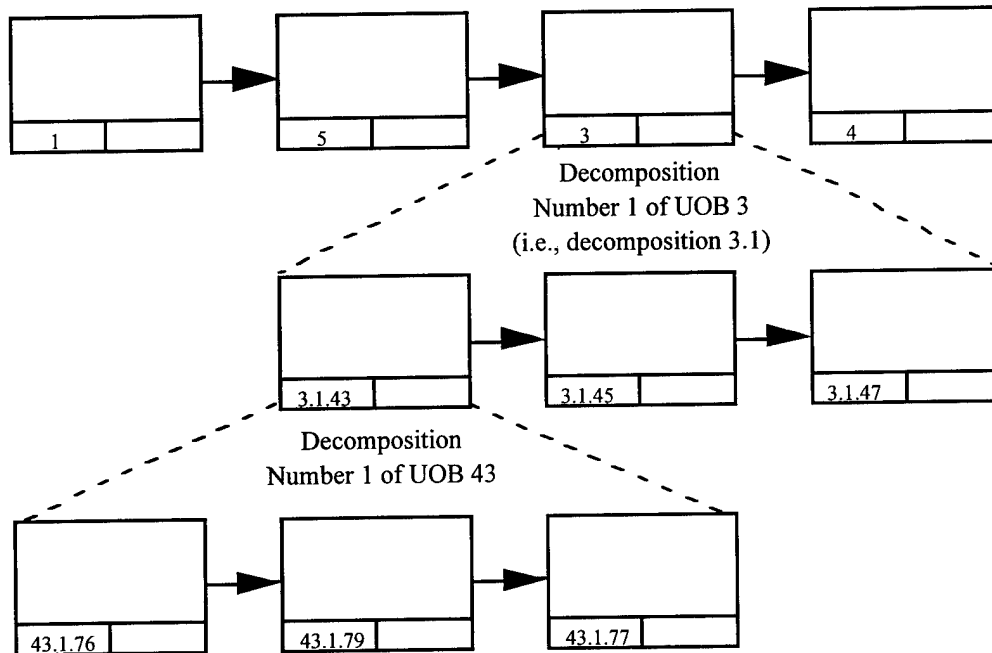 1
5
3
4
Decomposition
Number 1 of UOB 3
(i.e., decomposition 3.1)
3.1.43
3.1.45
3.1.47
Decomposition
Number 1 of UOB 43
43.1.76
43.1.79
43.1.77